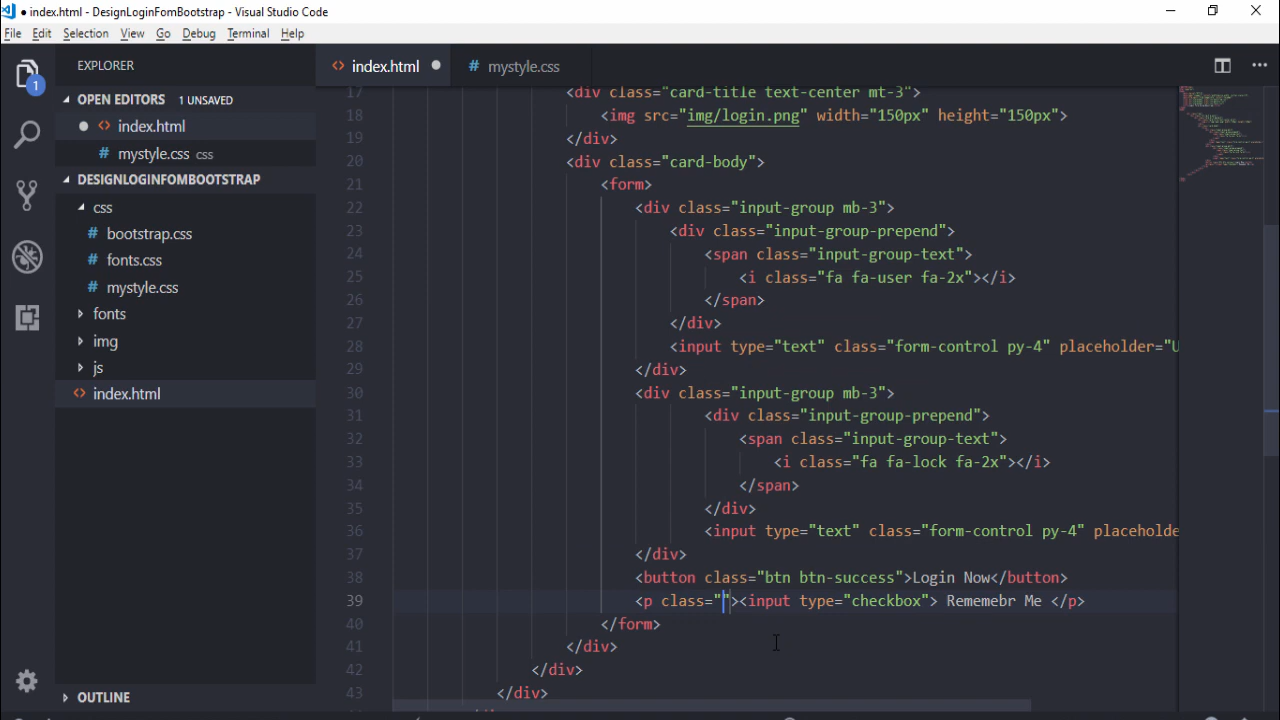 ● index.html - DesignLoginFomBootstrap - Visual Studio Code
File Edit Selection View Go Debug Terminal Help
EXPLORER
1
OPEN EDITORS 1 UNSAVED
index.html
mystyle.css css
DESIGNLOGINFOMBOOTSTRAP
css
bootstrap.css
fonts.css
mystyle.css
fonts
img
js
index.html
OUTLINE
<> index.html ●
# mystyle.css
17 <div class="card-title text-center mt-3">
18 <img src="img/login.png" width="150px" height="150px>
19 </div>
20 <div class="card-body">
21 <form>
22 <div class="input-group mb-3">
23 <div class="input-group-prepend">
24 <span class="input-group-text">
25 <i class="fa fa-user fa-2x"></i>
26 </span>
27 </div>
28 <input type="text" class="form-control py-4" placeholder="U
29 </div>
30 <div class="input-group mb-3">
31 <div class="input-group-prepend">
32 <span class="input-group-text">
33 <i class="fa fa-lock fa-2x"></i>
34 </span>
35 </div>
36 <input type="text" class="form-control py-4" placeholde
37 </div>
38 <button class="btn btn-success">Login Now</button>
39 <p class=""><input type="checkbox"> Rememebr Me </p>
40 </form>
41 </div>
42 </div>
43 </div>